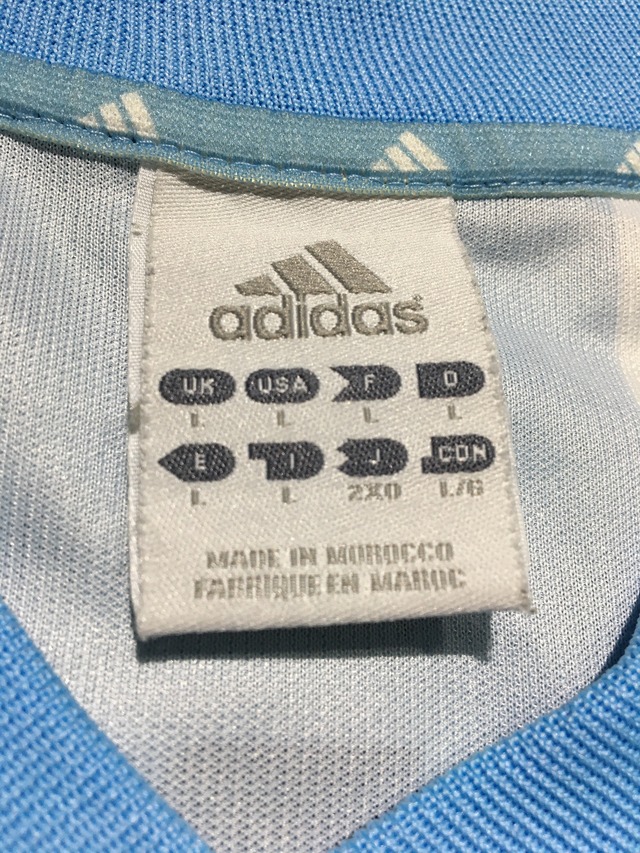 adidas
UK USA F D
L L L L
E I J CDN
L L 2XO L/G
MADE IN MOROCCO
FABRIQUE EN MAROC